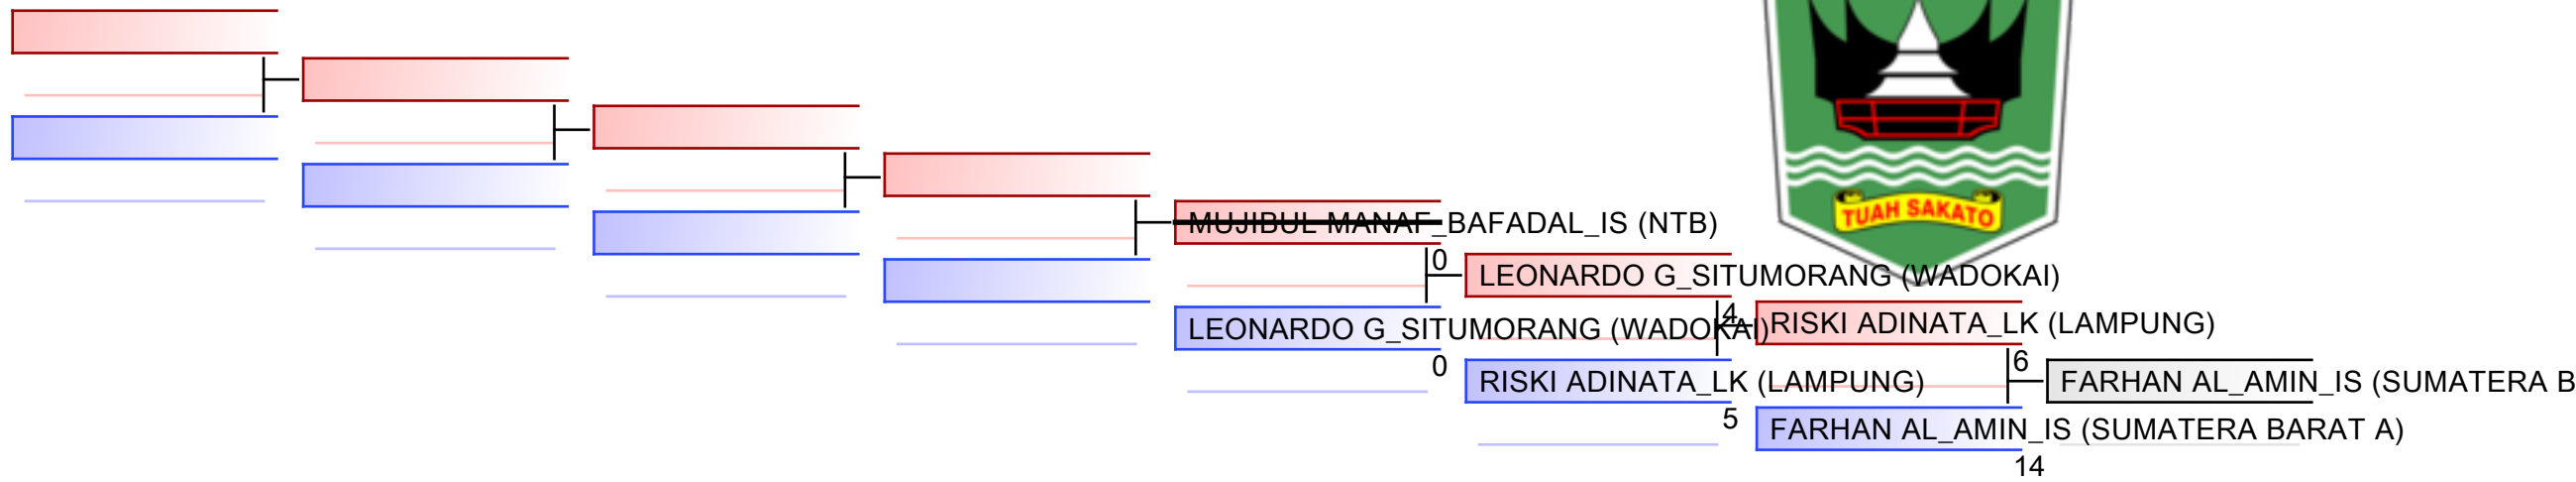 TUAH SAKATO
MUJIBUL MANAF_BAFADAL_IS (NTB)
0
LEONARDO G_SITUMORANG (WADOKAI)
LEONARDO G_SITUMORANG (WADOKAI)
4
RISKI ADINATA_LK (LAMPUNG)
0
RISKI ADINATA_LK (LAMPUNG)
6
FARHAN AL_AMIN_IS (SUMATERA B
5
FARHAN AL_AMIN_IS (SUMATERA BARAT A)
14